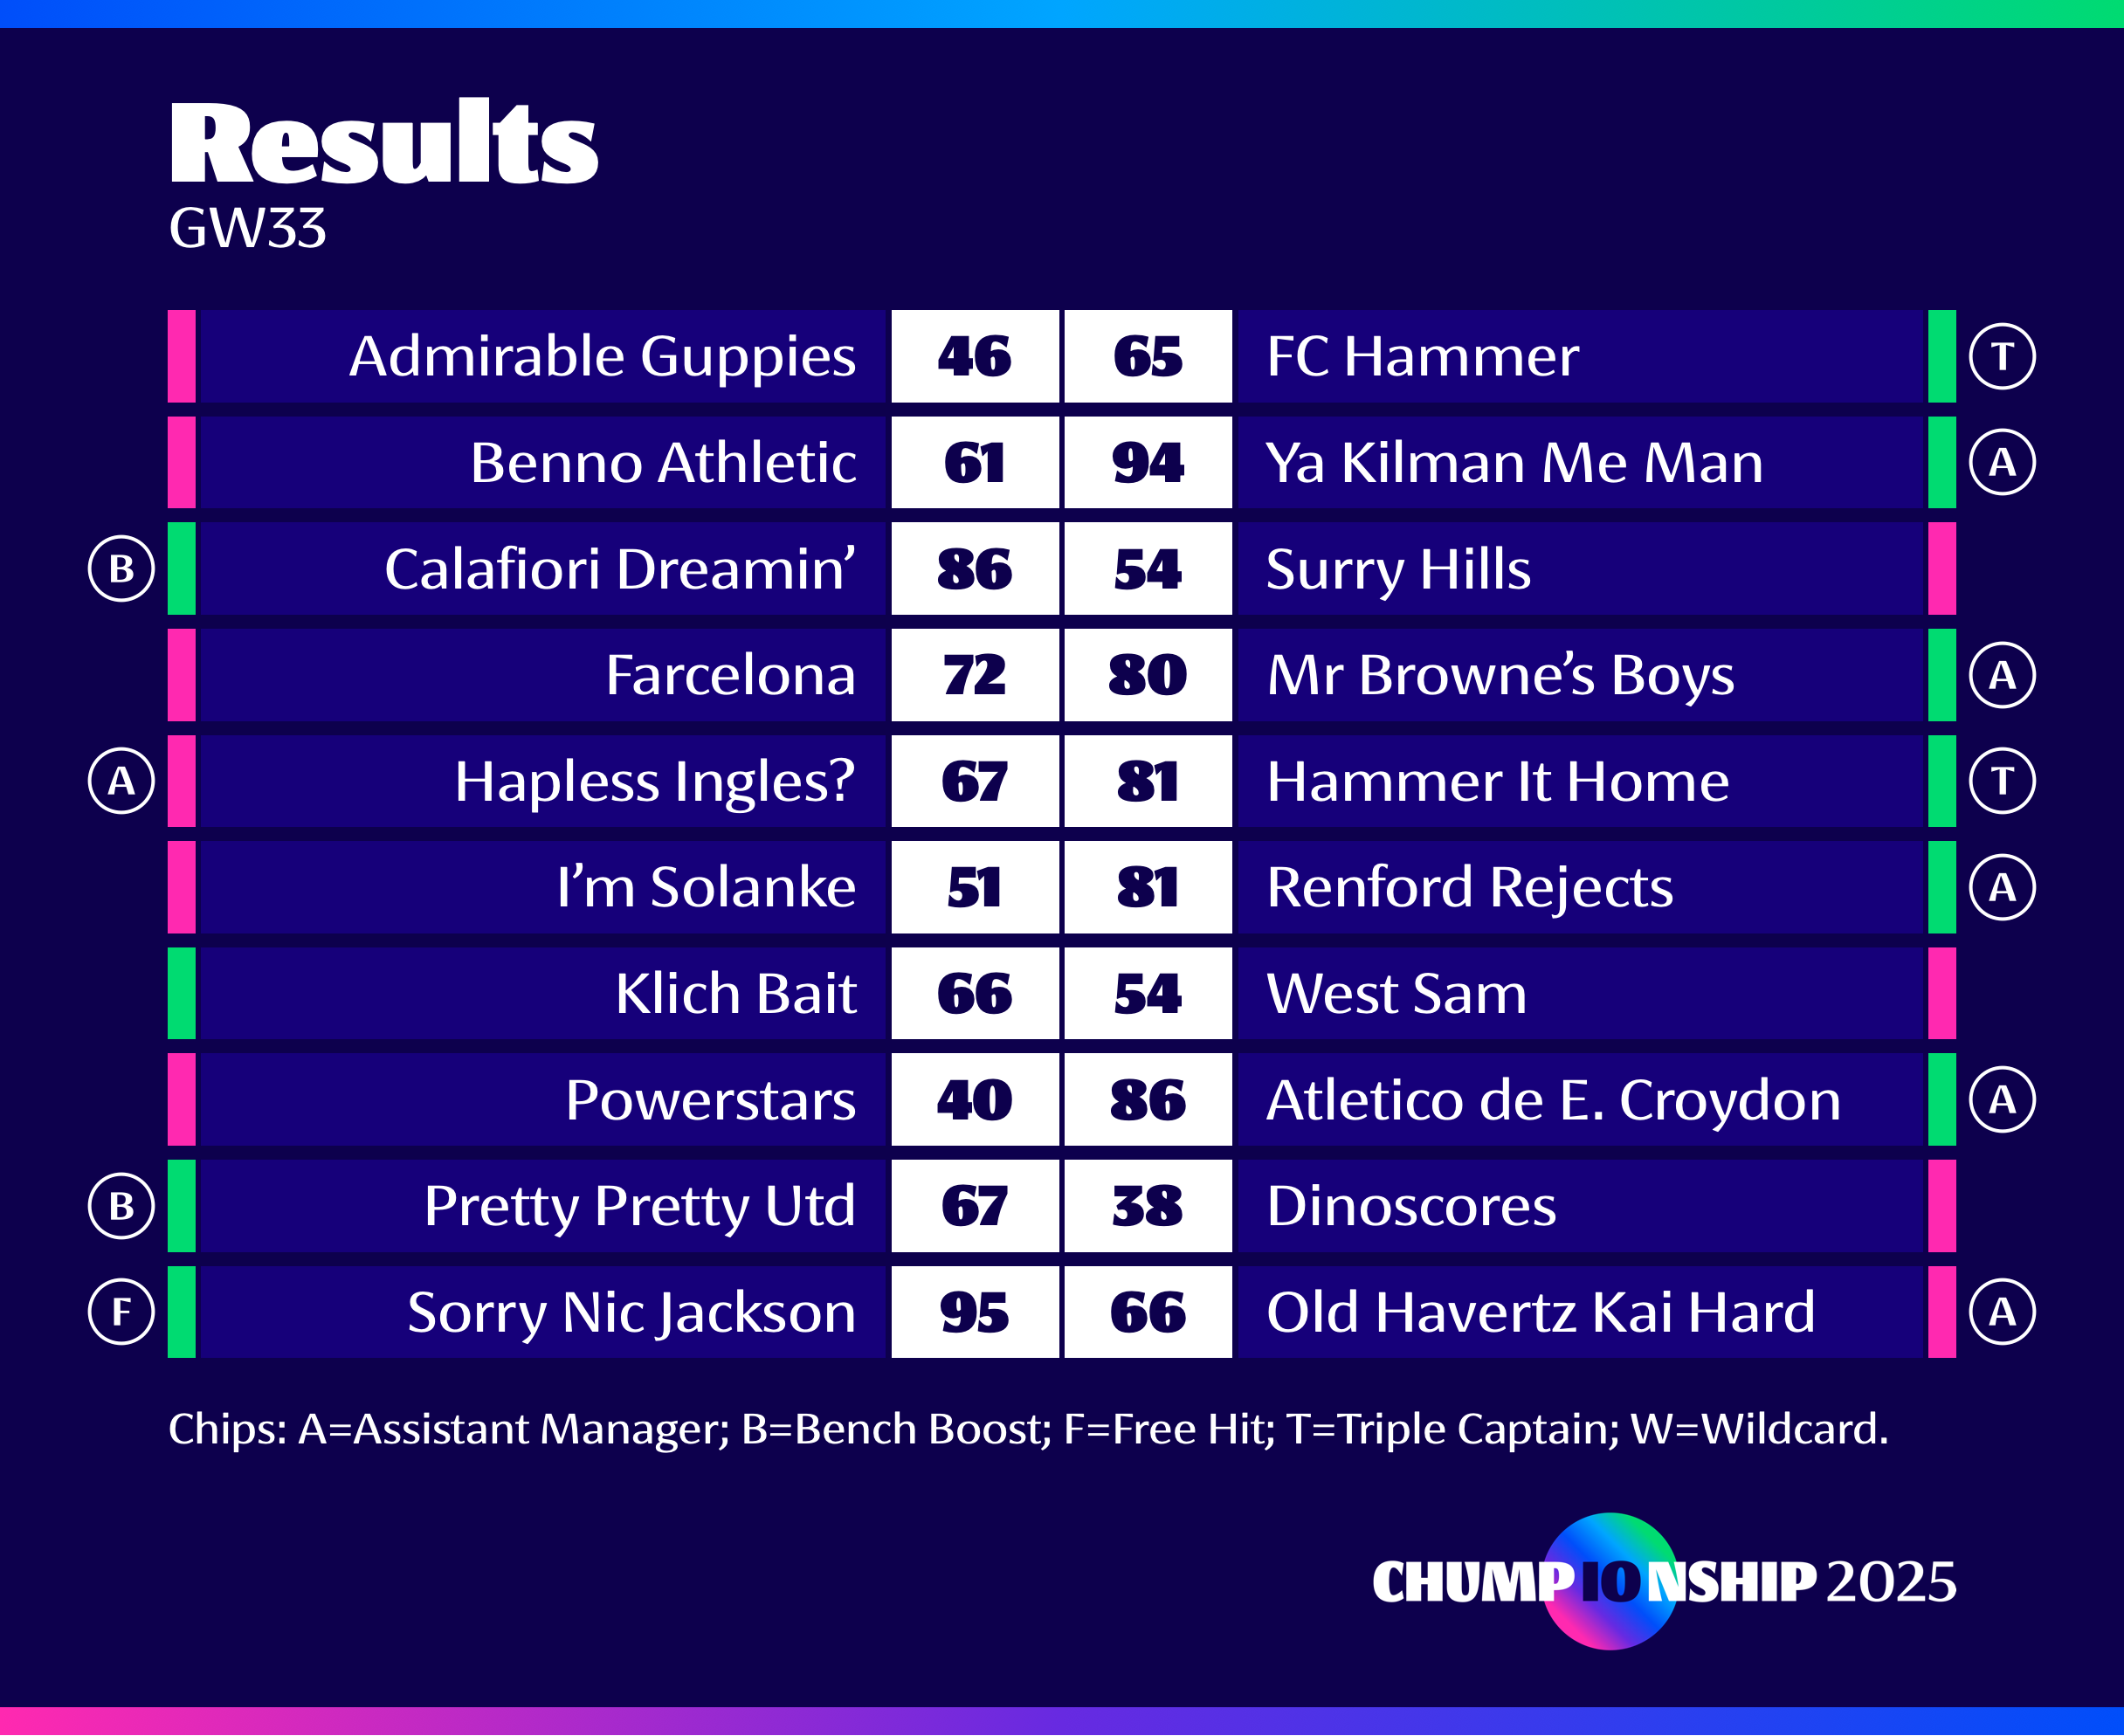 Results
GW33
Admirable Guppies 46 65 FC Hammer T
Benno Athletic 61 94 Ya Kilman Me Man A
B Calafiori Dreamin’ 86 54 Surry Hills
Farcelona 72 80 Mr Browne’s Boys A
A Hapless Ingles? 67 81 Hammer It Home T
I’m Solanke 51 81 Renford Rejects A
Klich Bait 66 54 West Sam
Powerstars 40 86 Atletico de E. Croydon A
B Pretty Pretty Utd 67 38 Dinoscores
F Sorry Nic Jackson 95 66 Old Havertz Kai Hard A
Chips: A=Assistant Manager; B=Bench Boost; F=Free Hit; T=Triple Captain; W=Wildcard.
CHUMPIONSHIP 2025